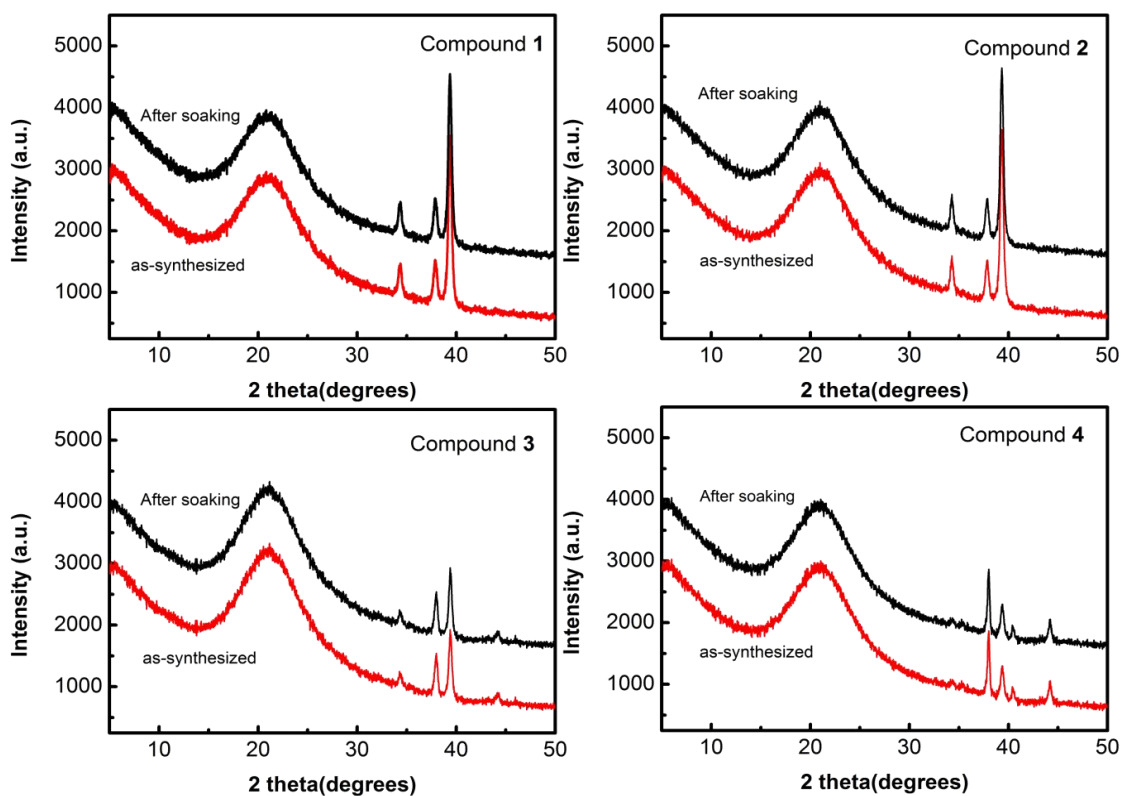 Compound 1
After soaking
as-synthesized
Intensity (a.u.)
5000
4000
3000
2000
1000
10
20
30
40
50
2 theta(degrees)
Compound 2
After soaking
as-synthesized
Intensity (a.u.)
5000
4000
3000
2000
1000
10
20
30
40
50
2 theta(degrees)
Compound 3
After soaking
as-synthesized
Intensity (a.u.)
5000
4000
3000
2000
1000
10
20
30
40
50
2 theta(degrees)
Compound 4
After soaking
as-synthesized
Intensity (a.u.)
5000
4000
3000
2000
1000
10
20
30
40
50
2 theta(degrees)